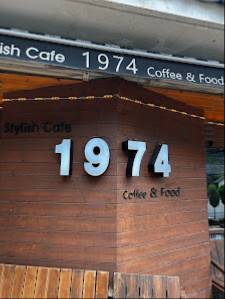 ish Cafe 1974 Coffee & Food
Stylish Cafe
1974
Coffee & Food